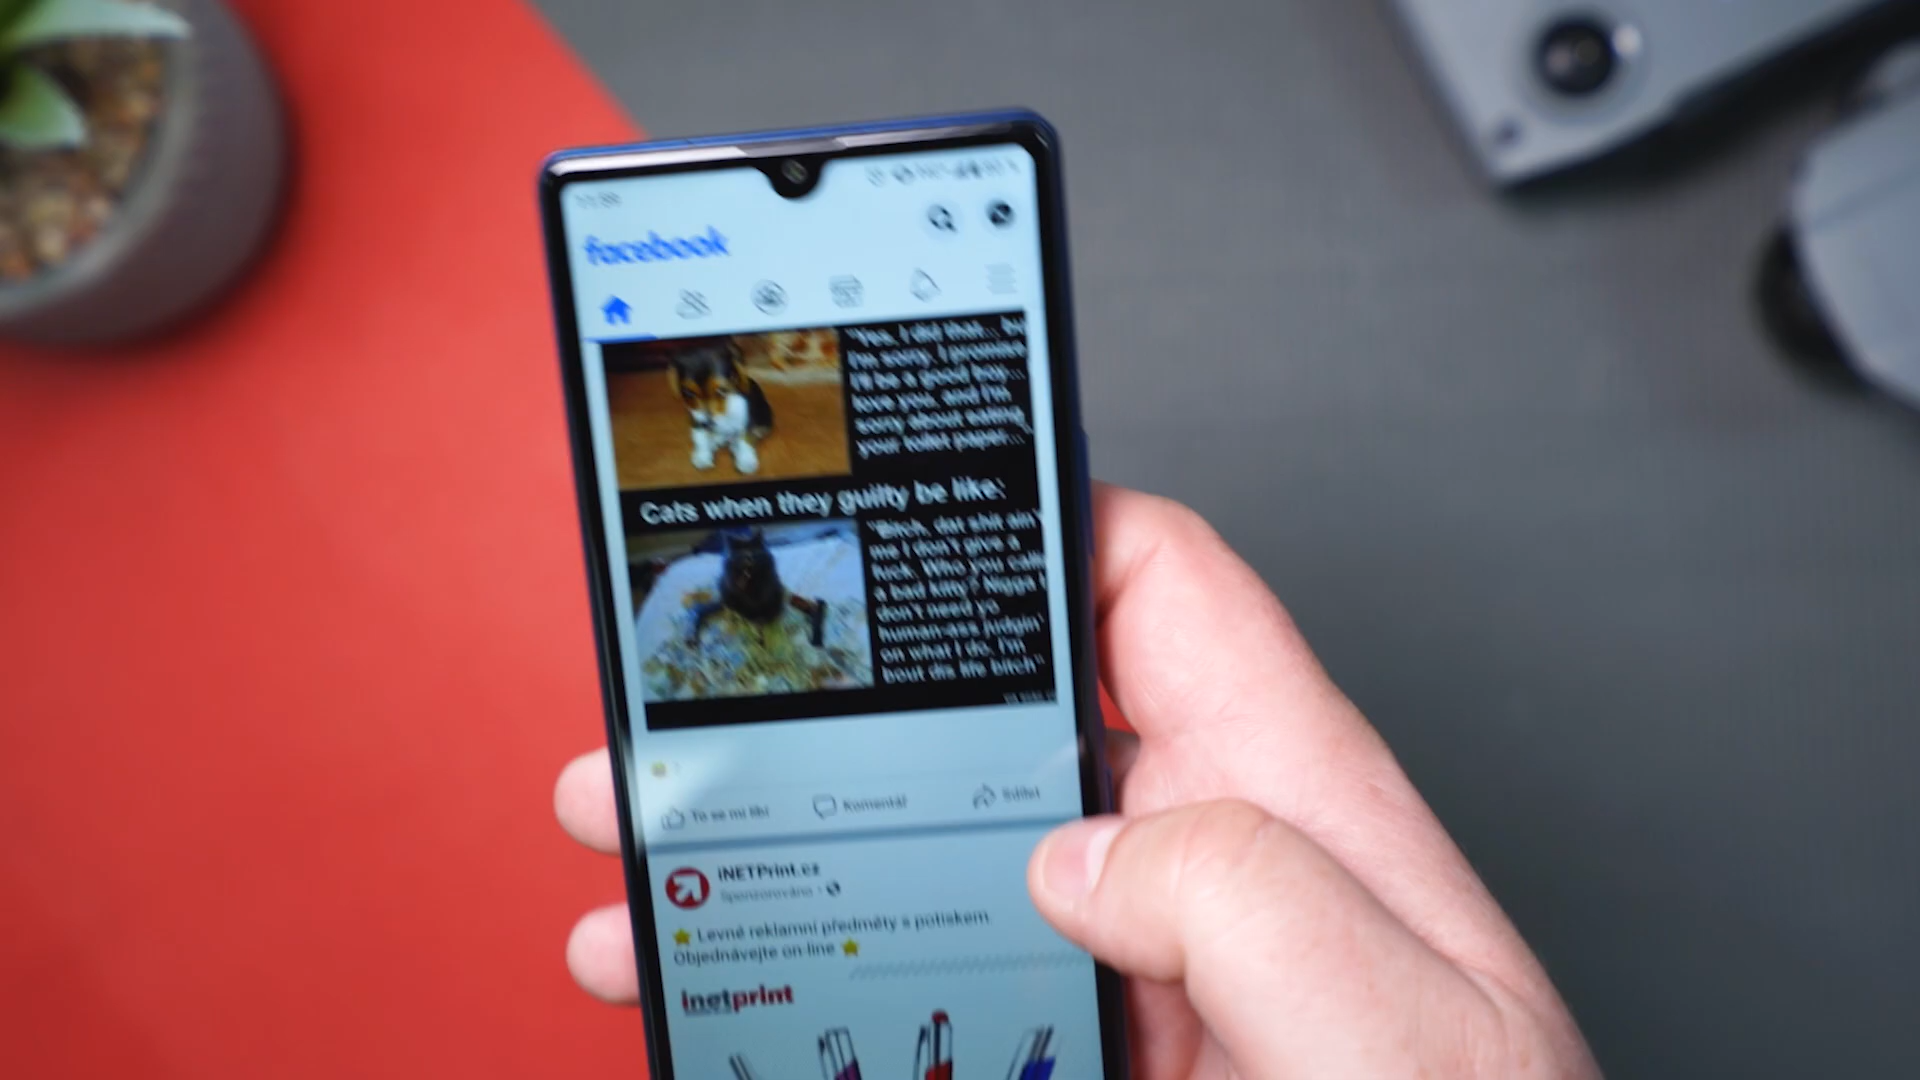 facebook
"Yes, I did that... bu
I'm sorry, I promise
I'll be a good boy...
love you, and I'm
sorry about eating
your toilet paper..."
Cats when they guilty be like:
"Bitch, dat shit ain't
me I don't give a
fuck. Who you calli
a bad kitty? Nigga I
don't need yo
human-ass judgin'
on what I do, I'm
bout dis life bitch"
To se mi líbí
Komentář
Sdílet
iNETPrint.cz
Sponzorováno ·
Levné reklamní předměty s potiskem
Objednávejte on-line
inetprint